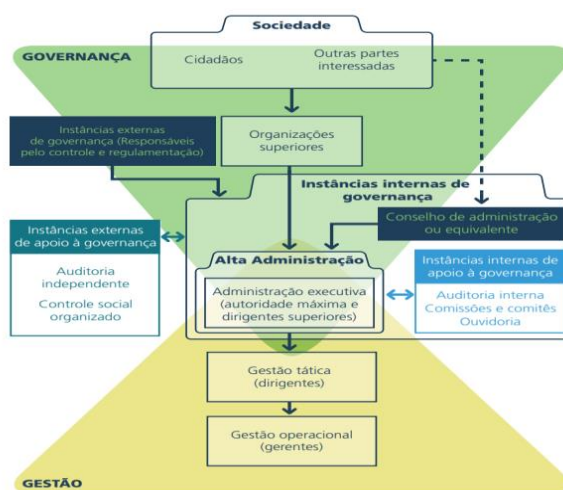 Sociedade
GOVERNANÇA
Cidadãos
Outras partes
interessadas
Instâncias externas
de governança (Responsáveis
pelo controle e regulamentação)
Organizações
superiores
Instâncias internas de
governança
Instâncias externas
de apoio à governança
Auditoria
independente
Controle social
organizado
Conselho de administração
ou equivalente
Alta Administração
Administração executiva
(autoridade máxima e
dirigentes superiores)
Instâncias internas de
apoio à governança
Auditoria interna
Comissões e comitês
Ouvidoria
Gestão tática
(dirigentes)
Gestão operacional
(gerentes)
GESTÃO